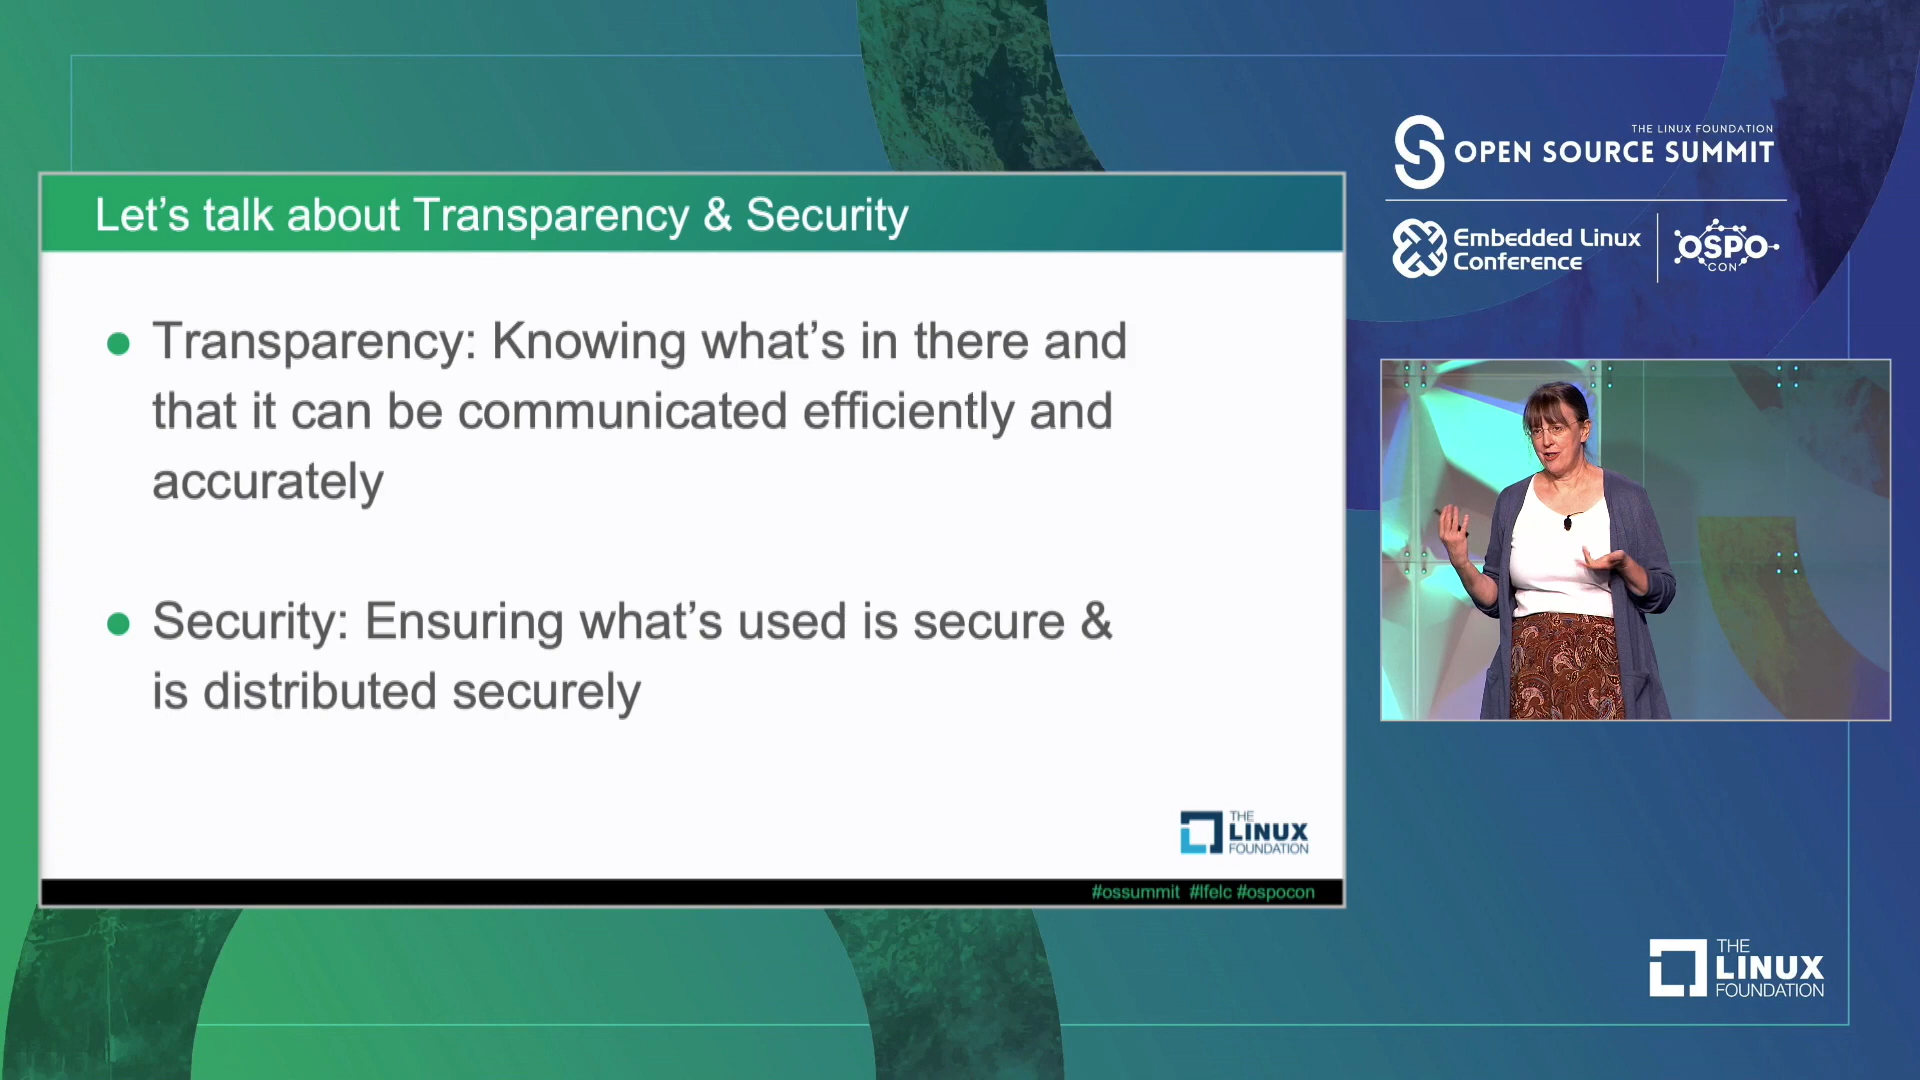 THE LINUX FOUNDATION
OPEN SOURCE SUMMIT
Embedded Linux
Conference
OSPO
CON
Let’s talk about Transparency & Security
Transparency: Knowing what’s in there and
that it can be communicated efficiently and
accurately
Security: Ensuring what’s used is secure &
is distributed securely
THE
LINUX
FOUNDATION
#ossummit #lfelc #ospocon
THE
LINUX
FOUNDATION